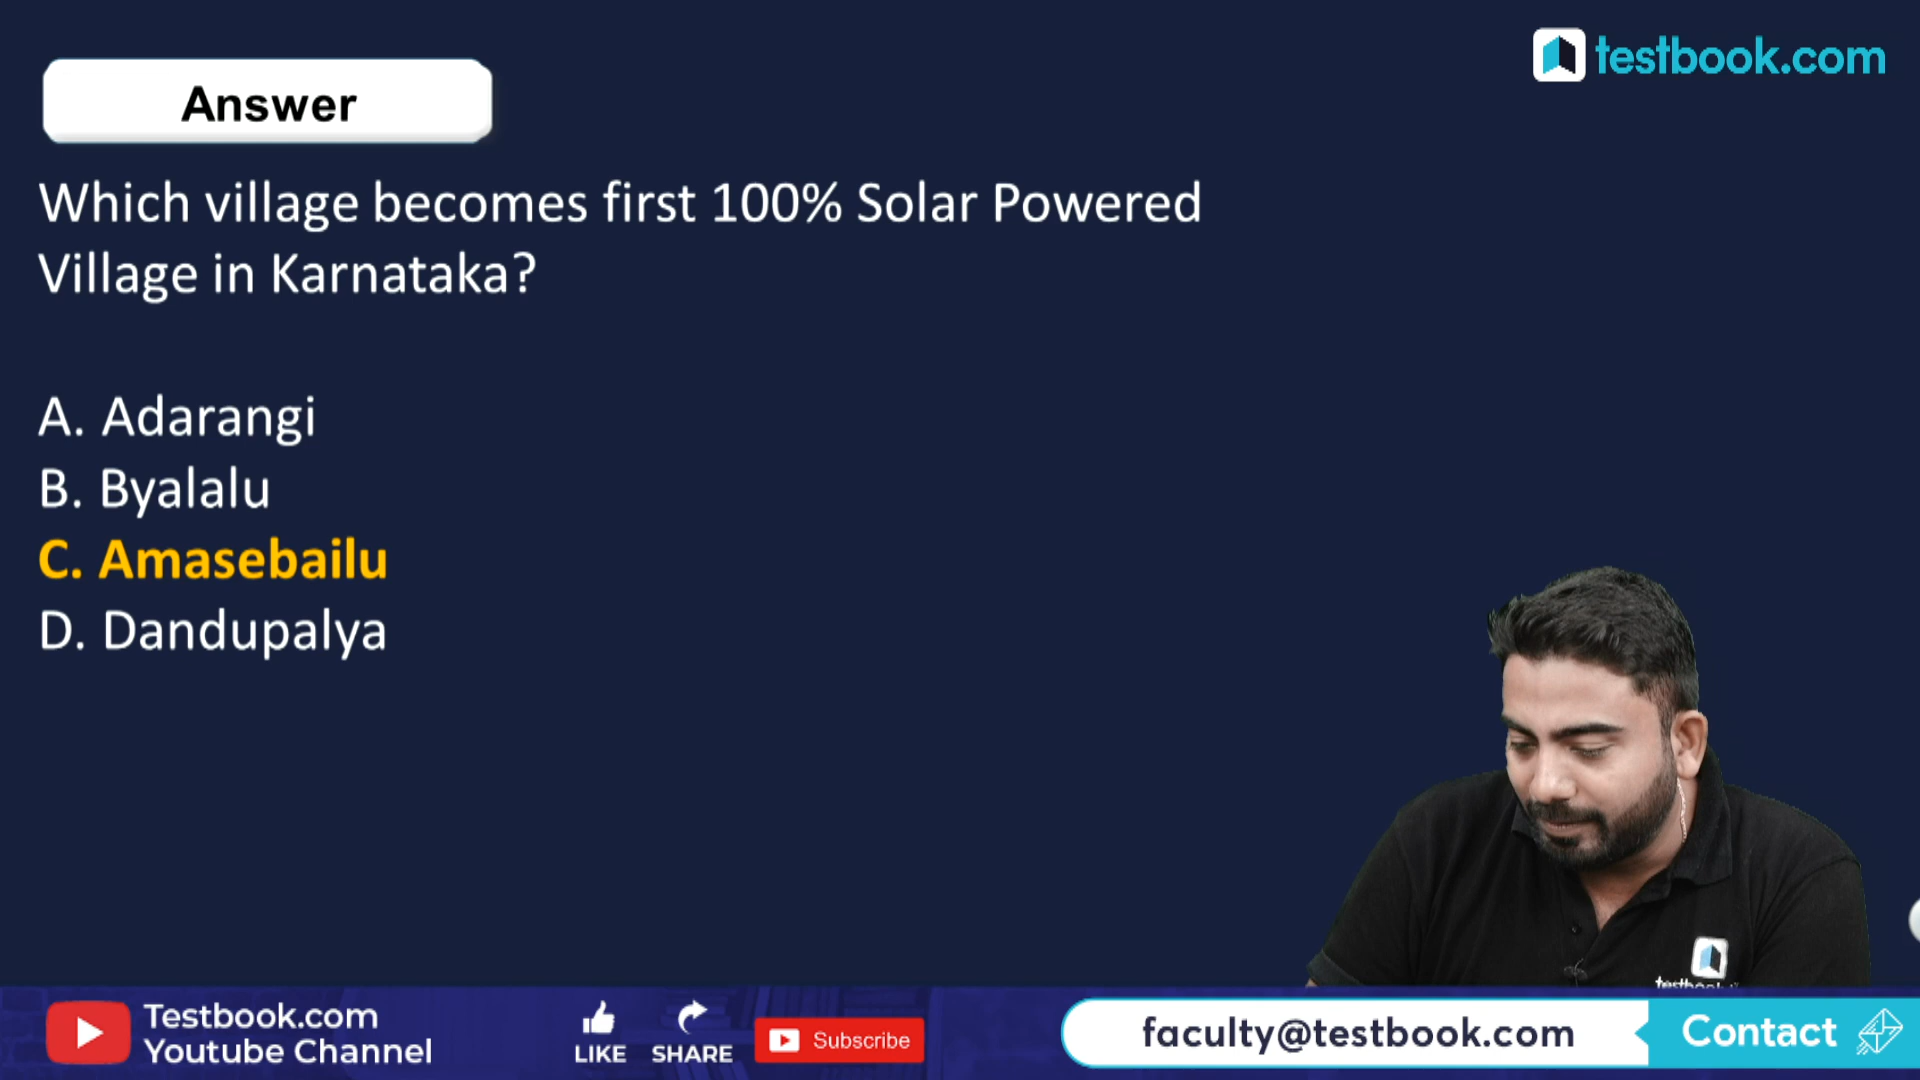 testbook.com
Answer
Which village becomes first 100% Solar Powered
Village in Karnataka?
A. Adarangi
B. Byalalu
C. Amasebailu
D. Dandupalya
Testbook.com
Youtube Channel
LIKE
SHARE
Subscribe
faculty@testbook.com
Contact